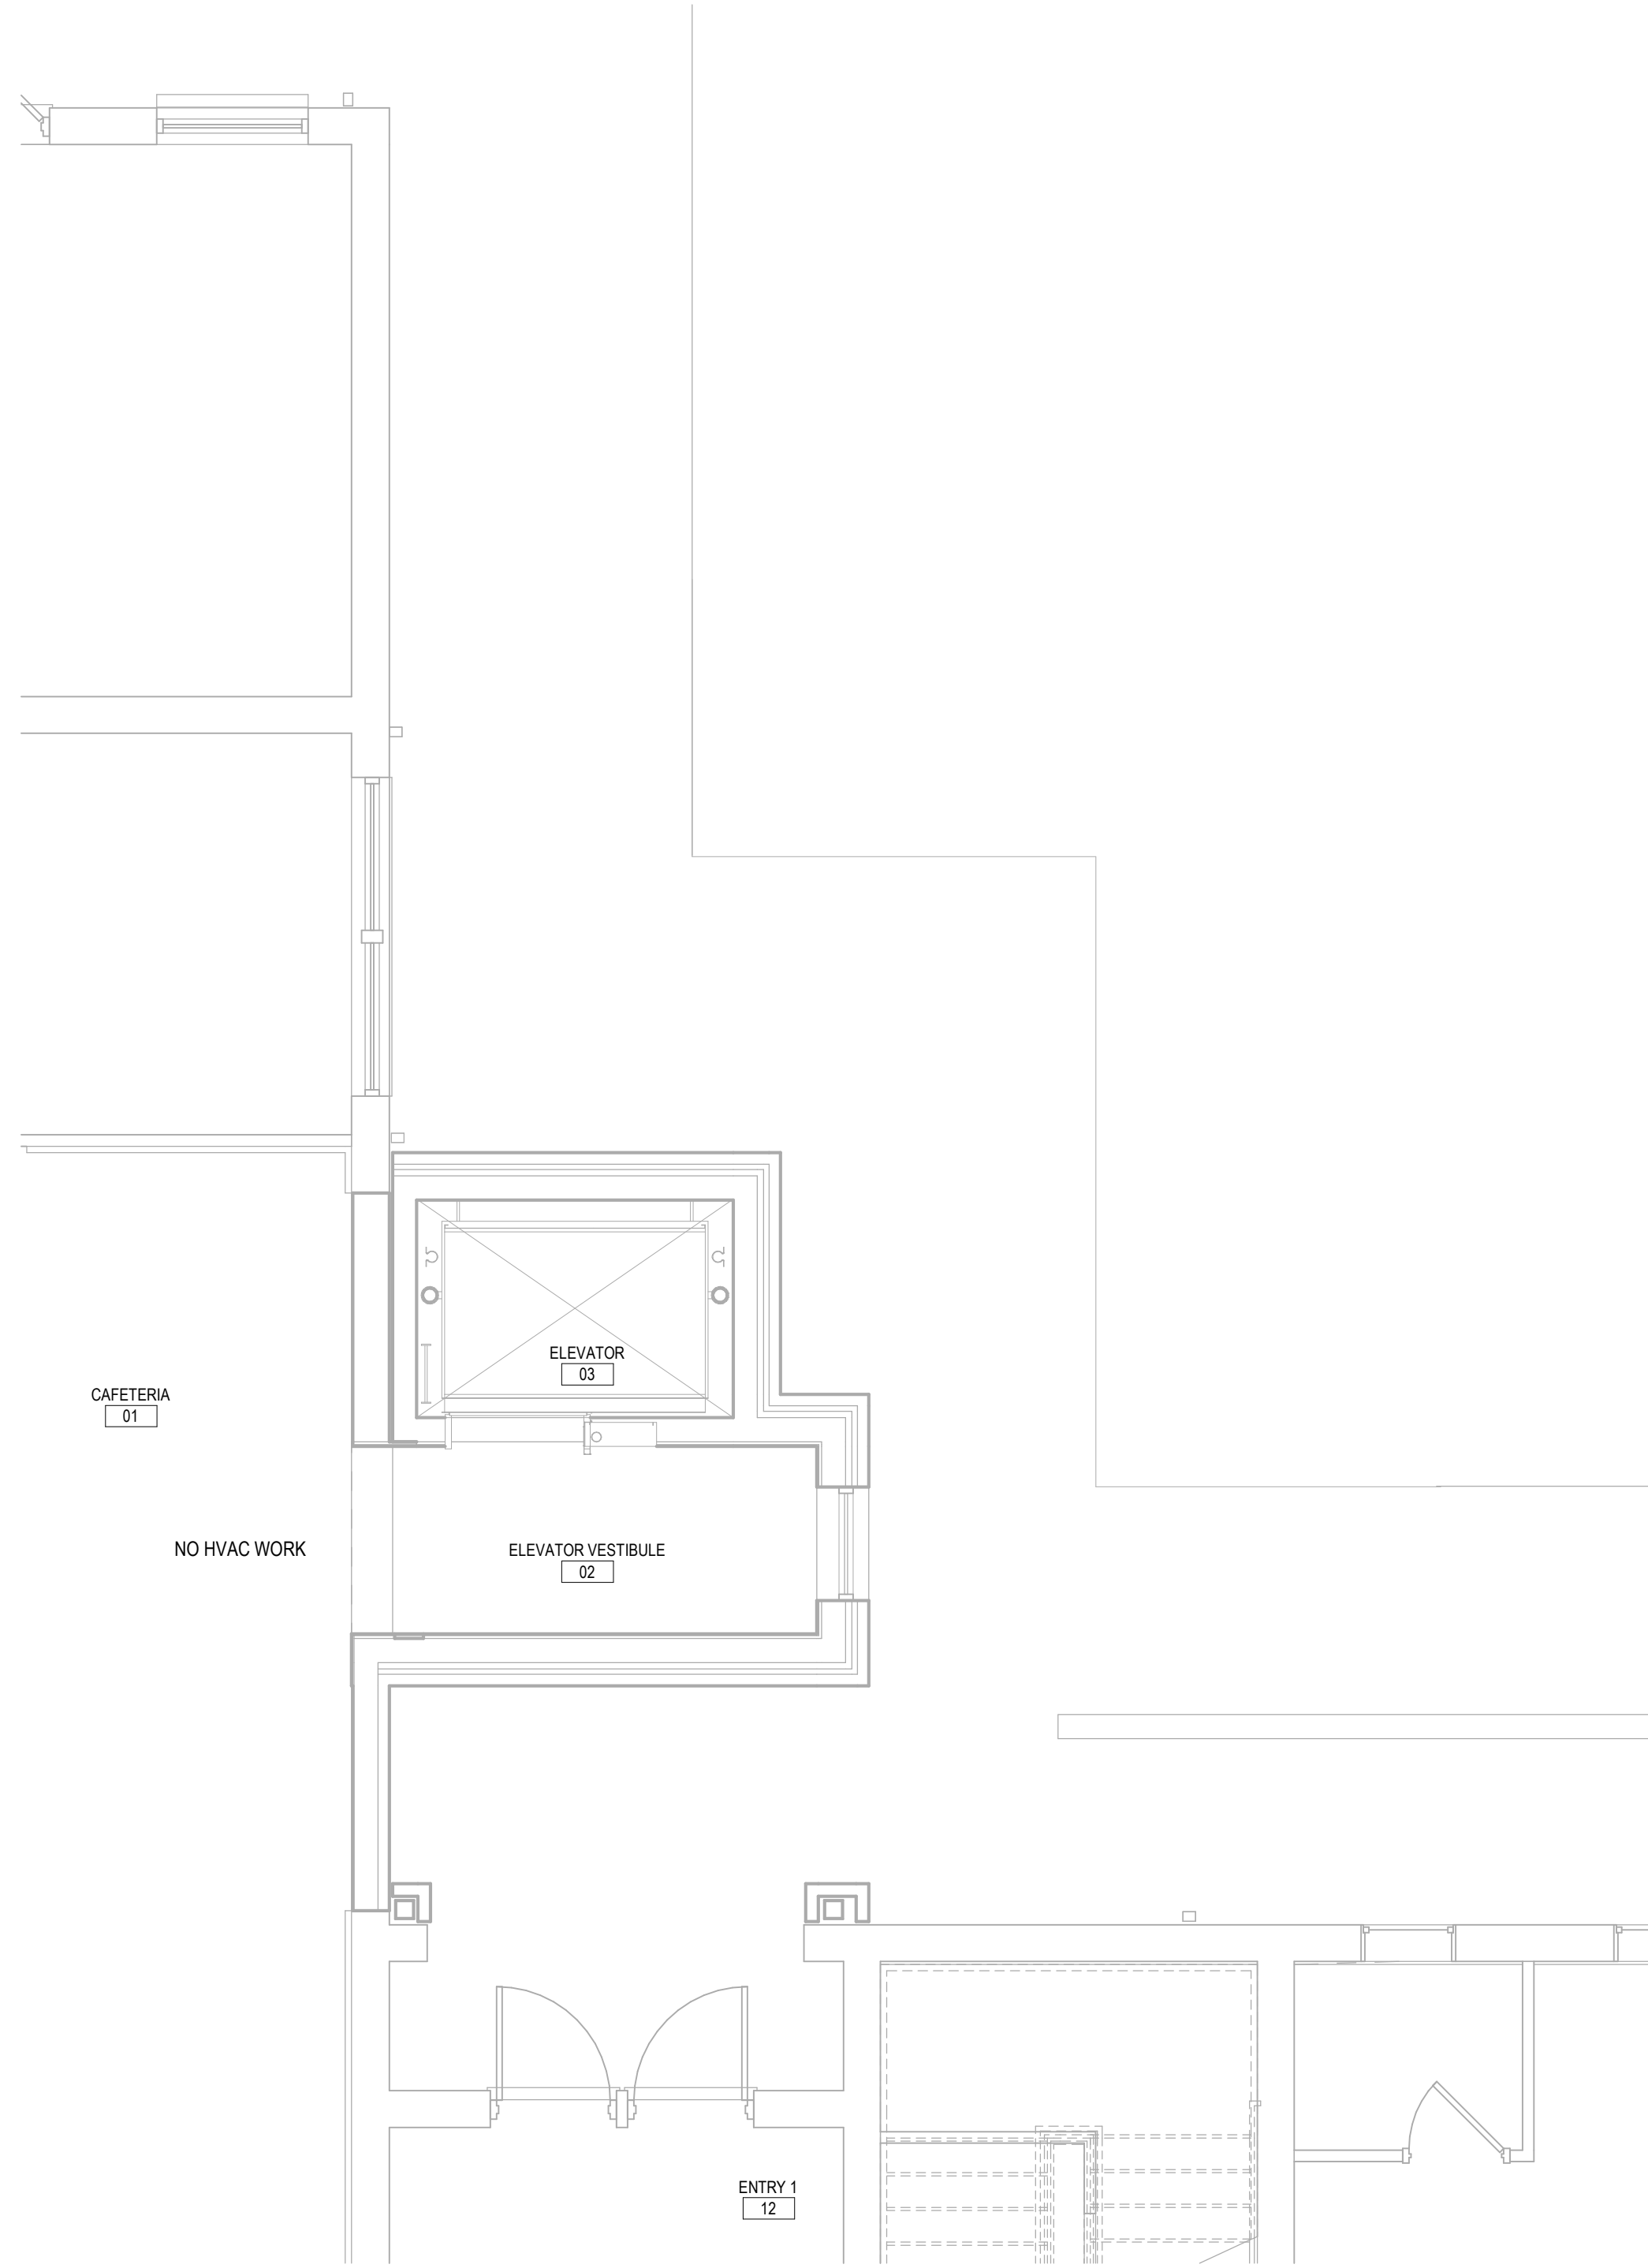 ELEVATOR
03
CAFETERIA
01
NO HVAC WORK
ELEVATOR VESTIBULE
02
ENTRY 1
12